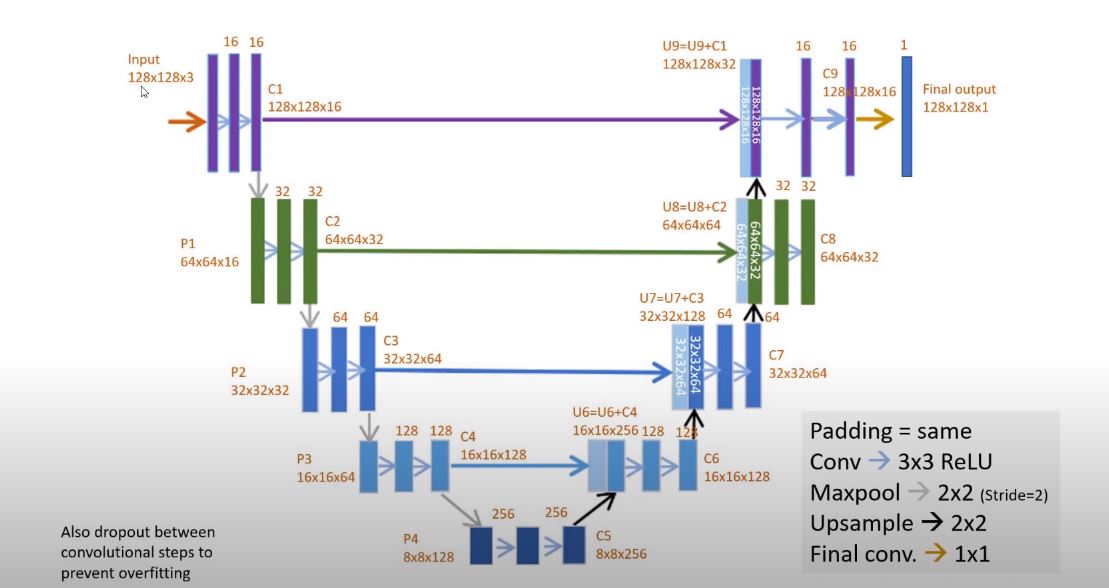 16 16
Input
128x128x3
C1
128x128x16
U9=U9+C1
128x128x32
128x128x16
128x128x16
16 16
C9
128x128x16
1
Final output
128x128x1
32 32
P1
64x64x16
C2
64x64x32
U8=U8+C2
64x64x64
64x64x32
64x64x32
32 32
C8
64x64x32
64 64
P2
32x32x32
C3
32x32x64
U7=U7+C3
32x32x128
32x32x64
32x32x64
64 64
C7
32x32x64
128 128
P3
16x16x64
C4
16x16x128
U6=U6+C4
16x16x256 128 128
C6
16x16x128
256 256
P4
8x8x128
C5
8x8x256
Also dropout between
convolutional steps to
prevent overfitting
Padding = same
Conv → 3x3 ReLU
Maxpool → 2x2 (Stride=2)
Upsample → 2x2
Final conv. → 1x1